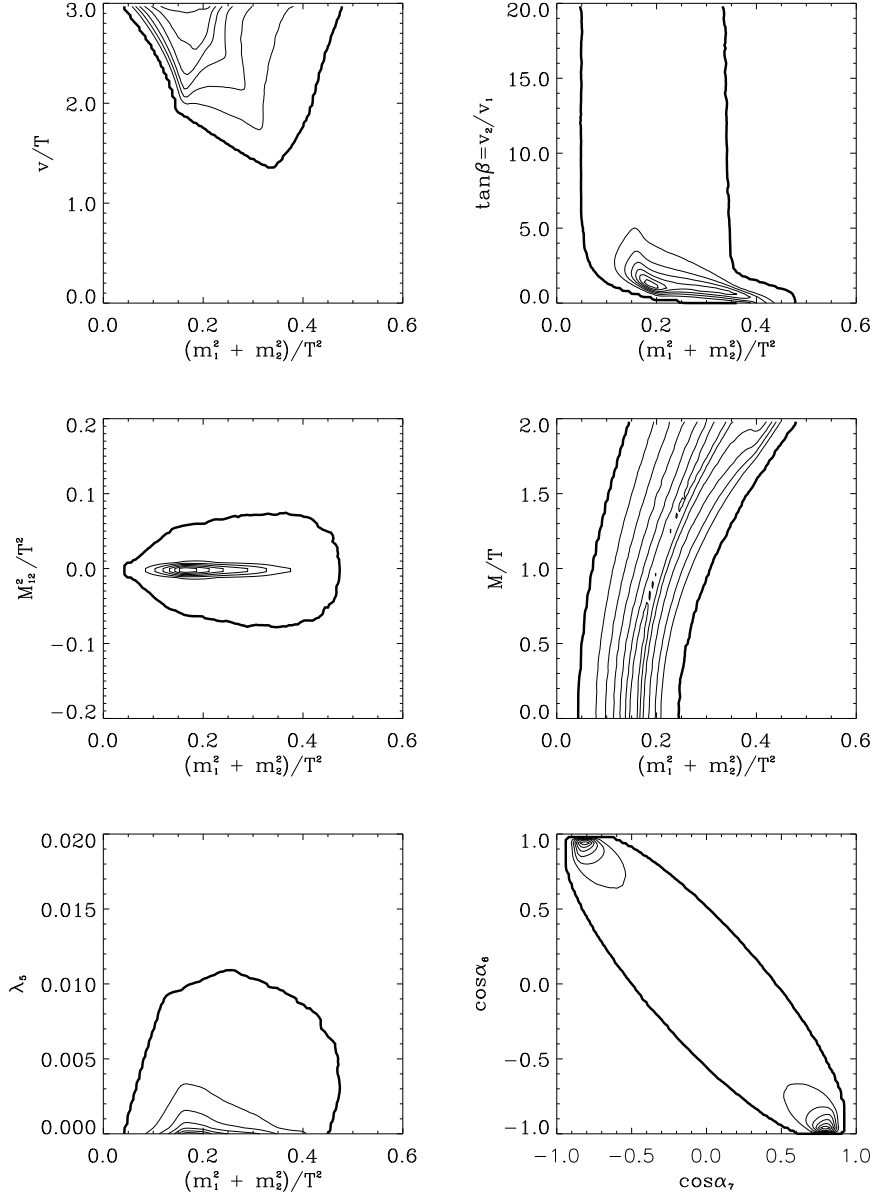 3.0
2.0
1.0
0.0
v/T
0.0 0.2 0.4 0.6
(m₁² + m₂²)/T²
20.0
15.0
10.0
5.0
0.0
tanβ=v₂/v₁
0.0 0.2 0.4 0.6
(m₁² + m₂²)/T²
0.2
0.1
0.0
−0.1
−0.2
M₁₂²/T²
0.0 0.2 0.4 0.6
(m₁² + m₂²)/T²
2.0
1.5
1.0
0.5
0.0
M/T
0.0 0.2 0.4 0.6
(m₁² + m₂²)/T²
0.020
0.015
0.010
0.005
0.000
λ₅
0.0 0.2 0.4 0.6
(m₁² + m₂²)/T²
1.0
0.5
0.0
−0.5
−1.0
cosα₆
−1.0 −0.5 0.0 0.5 1.0
cosα₇